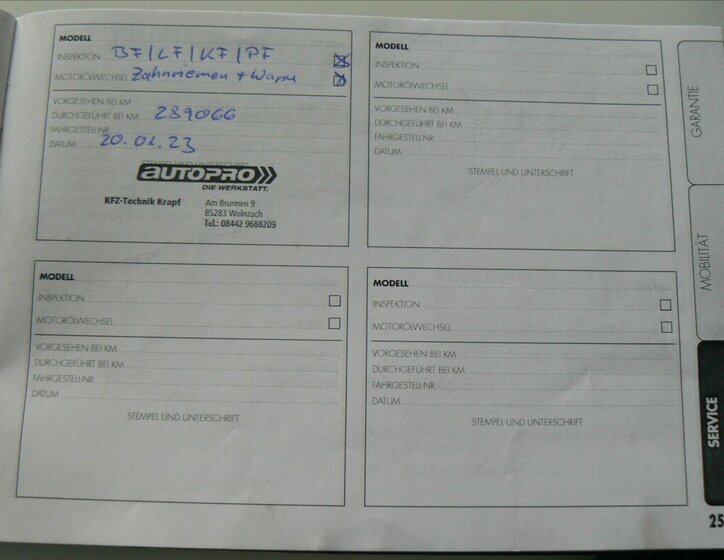 MODELL
INSPEKTION BF/LF/KF/PF
MOTORÖLWECHSEL Zahnriemen + Wapu
VORGESEHEN BEI KM
DURCHGEFÜHRT BEI KM 289066
FAHRGESTELL-NR.
DATUM 20.01.23
STEMPEL UND UNTERSCHRIFT
AUTOPRO
DIE WERKSTATT.
KFZ-Technik Krapf Am Brunnen 9
85283 Wolnzach
Tel.: 08442 9688209
MODELL
INSPEKTION
MOTORÖLWECHSEL
VORGESEHEN BEI KM
DURCHGEFÜHRT BEI KM
FAHRGESTELL-NR.
DATUM
STEMPEL UND UNTERSCHRIFT
MODELL
INSPEKTION
MOTORÖLWECHSEL
VORGESEHEN BEI KM
DURCHGEFÜHRT BEI KM
FAHRGESTELL-NR.
DATUM
STEMPEL UND UNTERSCHRIFT
MODELL
INSPEKTION
MOTORÖLWECHSEL
VORGESEHEN BEI KM
DURCHGEFÜHRT BEI KM
FAHRGESTELL-NR.
DATUM
STEMPEL UND UNTERSCHRIFT
GARANTIE
MOBILITÄT
SERVICE
25